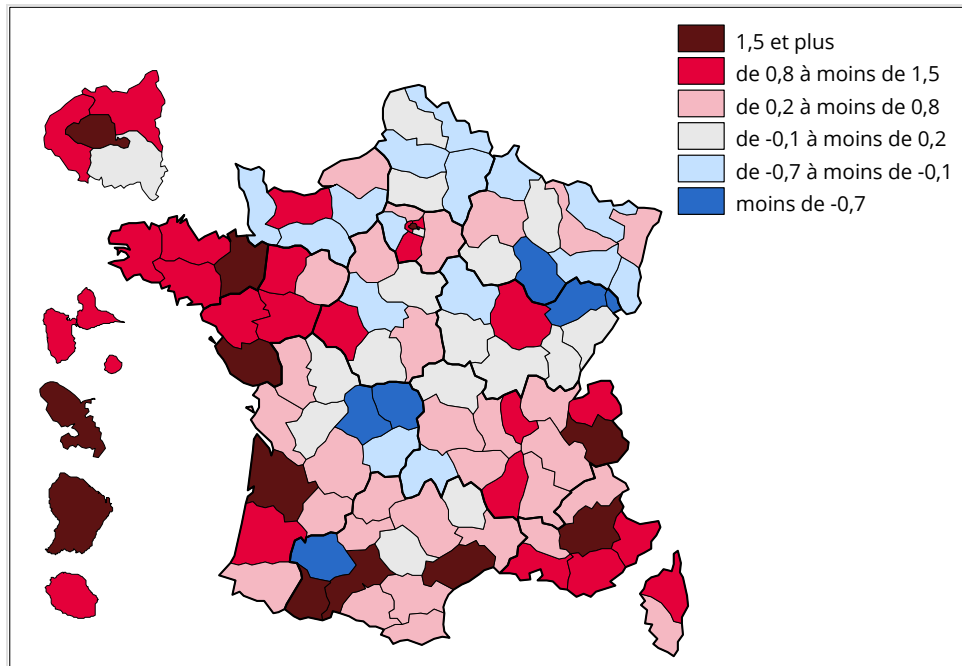 1,5 et plus
de 0,8 à moins de 1,5
de 0,2 à moins de 0,8
de -0,1 à moins de 0,2
de -0,7 à moins de -0,1
moins de -0,7